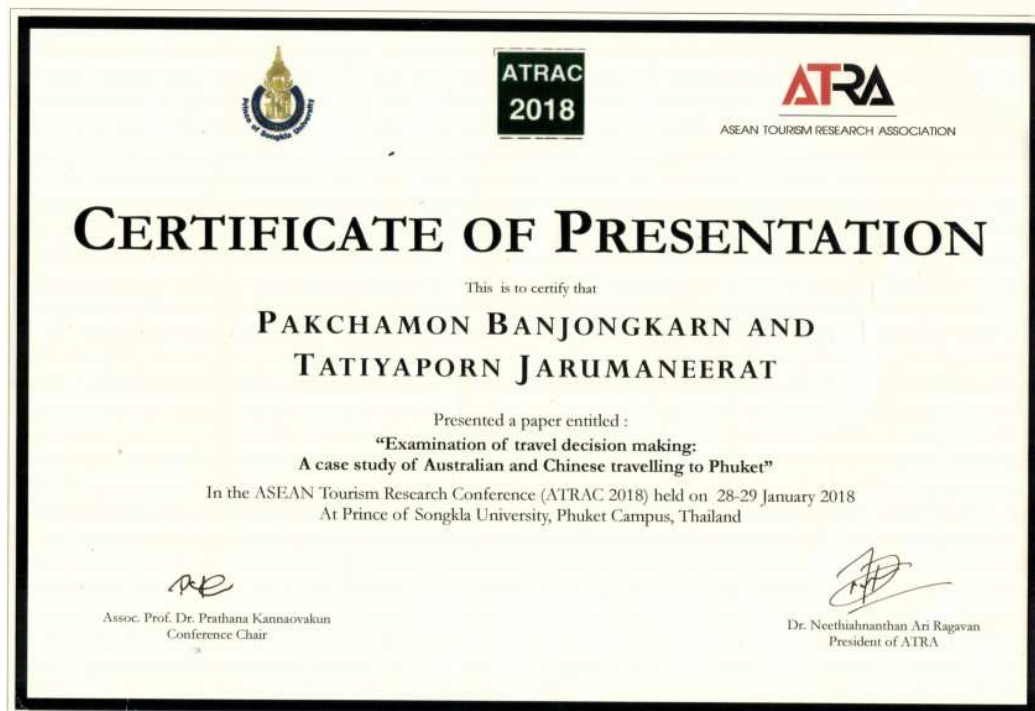 Prince of Songkla University
ATRAC
2018
ATRA
ASEAN TOURISM RESEARCH ASSOCIATION
CERTIFICATE OF PRESENTATION
This is to certify that
PAKCHAMON BANJONGKARN AND
TATIYAPORN JARUMANEERAT
Presented a paper entitled :
“Examination of travel decision making:
A case study of Australian and Chinese travelling to Phuket”
In the ASEAN Tourism Research Conference (ATRAC 2018) held on 28-29 January 2018
At Prince of Songkla University, Phuket Campus, Thailand
Assoc. Prof. Dr. Prathana Kannaovakun
Conference Chair
Dr. Neethiahnanthan Ari Ragavan
President of ATRA